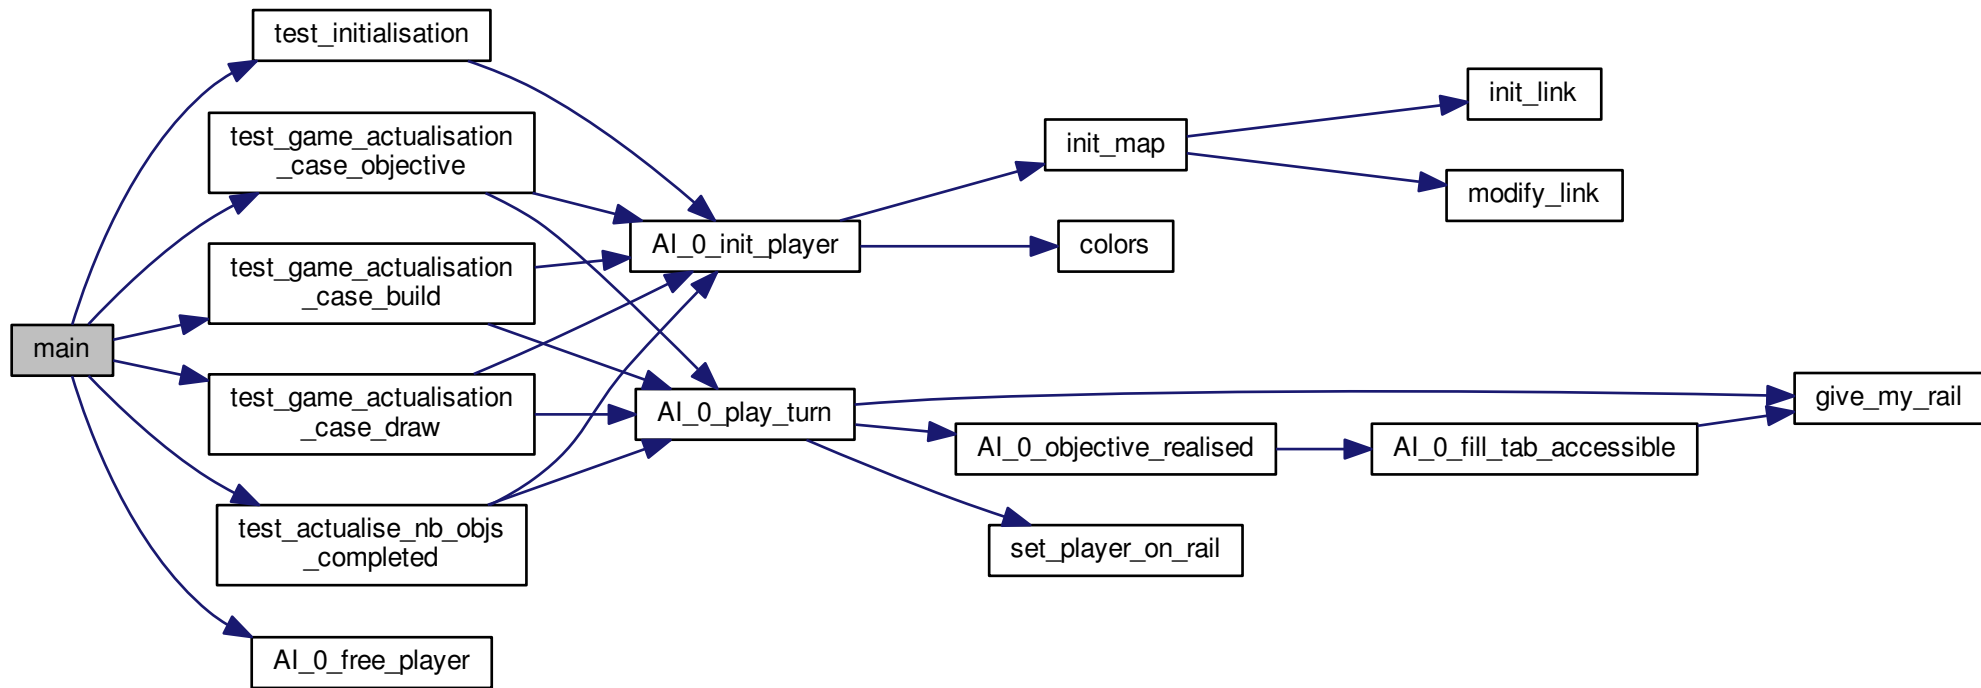 main
test_initialisation
test_game_actualisation
_case_objective
test_game_actualisation
_case_build
test_game_actualisation
_case_draw
test_actualise_nb_objs
_completed
AI_0_free_player
AI_0_init_player
AI_0_play_turn
init_map
colors
AI_0_objective_realised
set_player_on_rail
init_link
modify_link
AI_0_fill_tab_accessible
give_my_rail